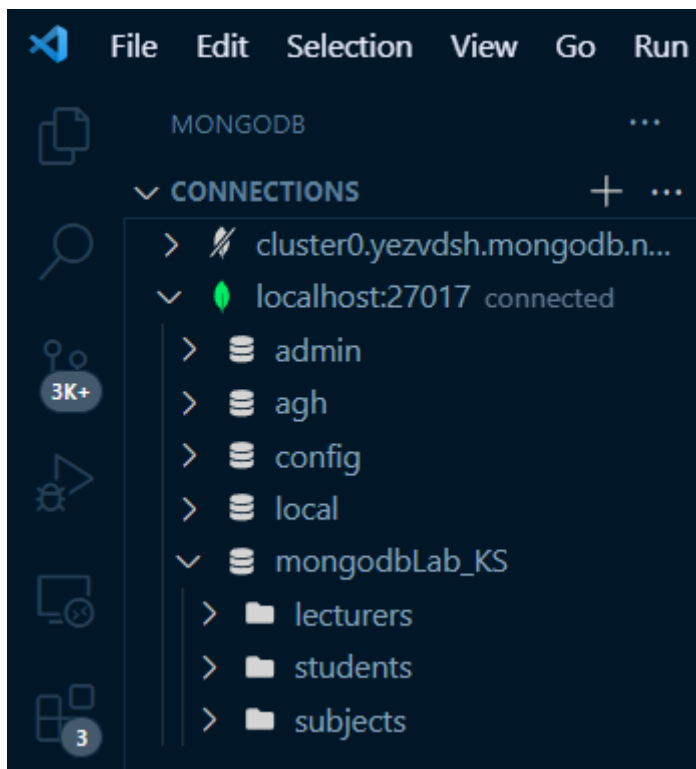 File Edit Selection View Go Run
MONGODB ...
CONNECTIONS + ...
cluster0.yezvdsh.mongodb.n...
localhost:27017 connected
admin
3K+
agh
config
local
mongodbLab_KS
lecturers
students
subjects
3